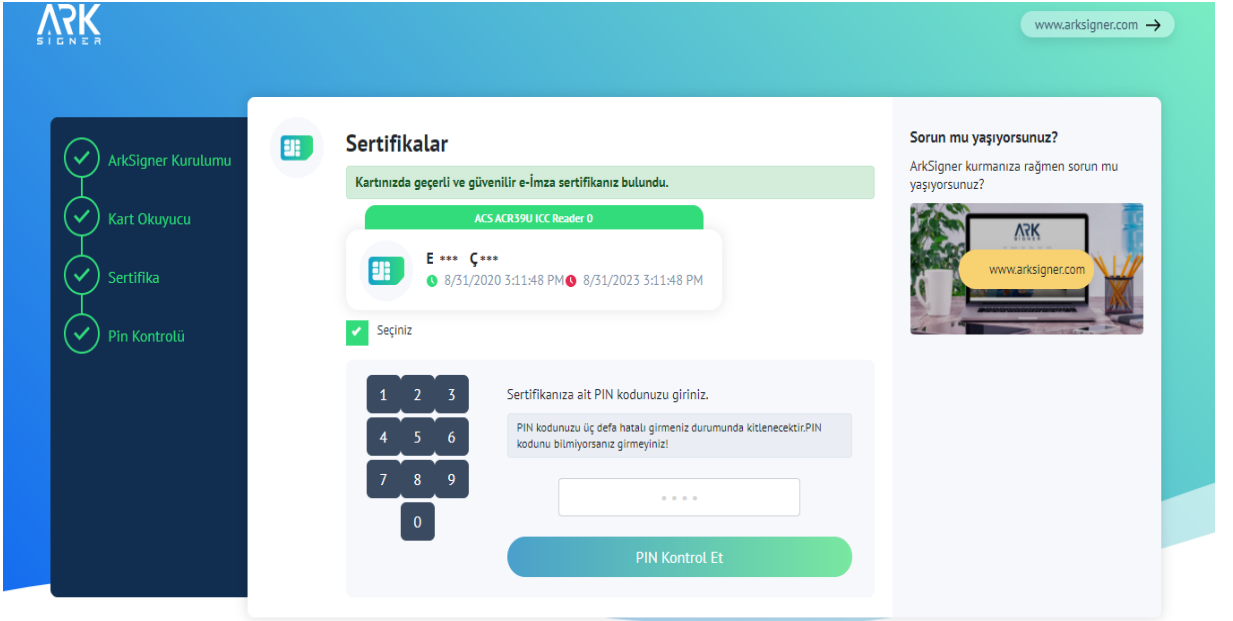 ARK
SIGNER
www.arksigner.com
ArkSigner Kurulumu
Kart Okuyucu
Sertifika
Pin Kontrolü
Sertifikalar
Kartınızda geçerli ve güvenilir e-İmza sertifikanız bulundu.
ACS ACR39U ICC Reader 0
E *** Ç***
8/31/2020 3:11:48 PM 8/31/2023 3:11:48 PM
Seçiniz
1 2 3
4 5 6
7 8 9
0
Sertifikanıza ait PIN kodunuzu giriniz.
PIN kodunuzu üç defa hatalı girmeniz durumunda kitlenecektir.PIN
kodunu bilmiyorsanız girmeyiniz!
PIN Kontrol Et
Sorun mu yaşıyorsunuz?
ArkSigner kurmanıza rağmen sorun mu
yaşıyorsunuz?
ARK
SIGNER
www.arksigner.com